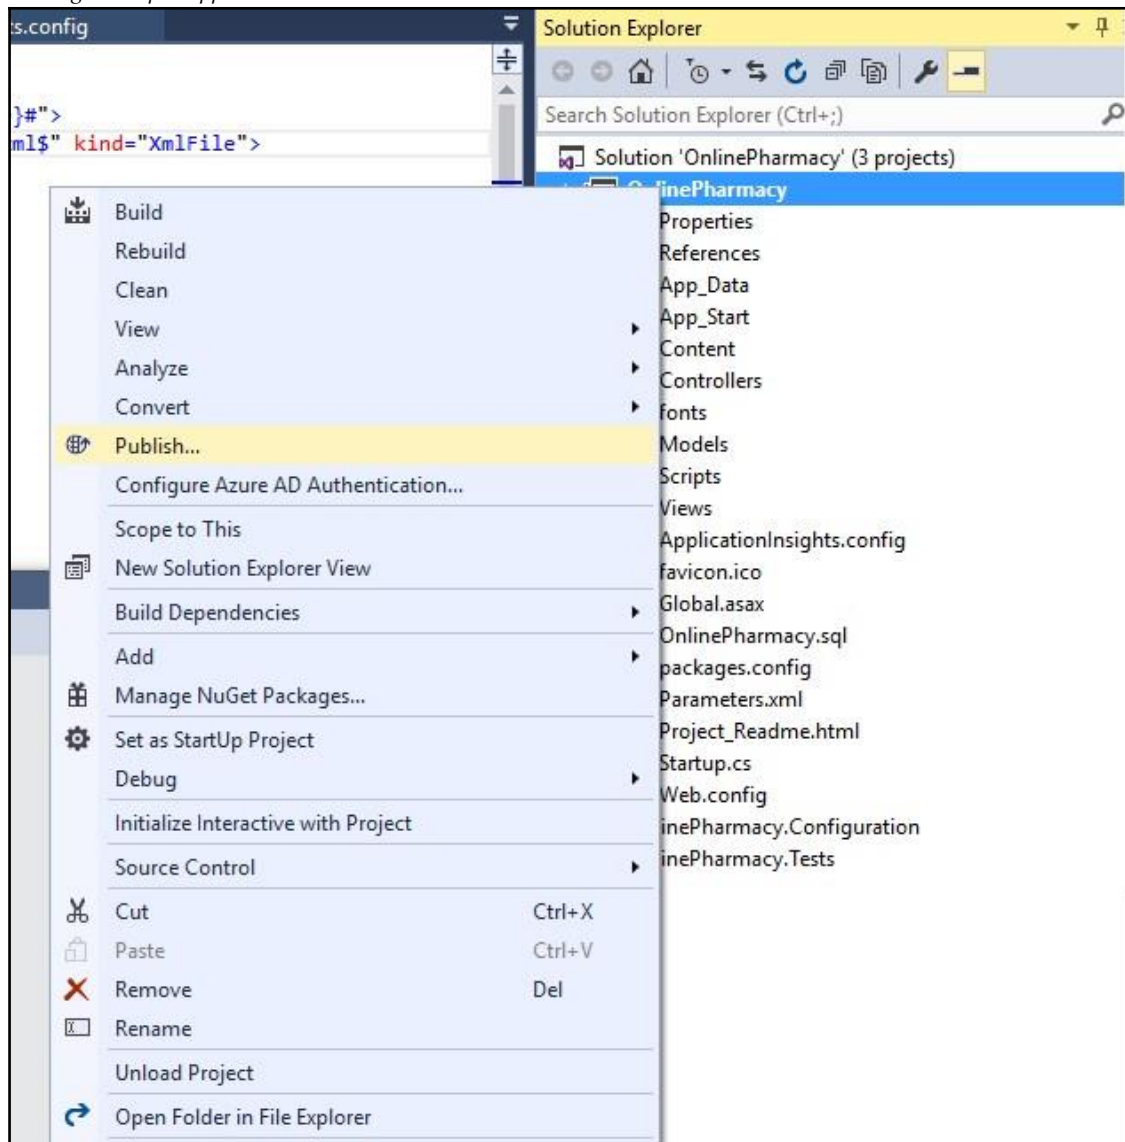 s.config
}#">
ml$" kind="XmlFile">
Solution Explorer
Search Solution Explorer (Ctrl+;)
Solution 'OnlinePharmacy' (3 projects)
linePharmacy
Properties
References
App_Data
App_Start
Content
Controllers
fonts
Models
Scripts
Views
ApplicationInsights.config
favicon.ico
Global.asax
OnlinePharmacy.sql
packages.config
Parameters.xml
Project_Readme.html
Startup.cs
Web.config
inePharmacy.Configuration
inePharmacy.Tests
Build
Rebuild
Clean
View
Analyze
Convert
Publish...
Configure Azure AD Authentication...
Scope to This
New Solution Explorer View
Build Dependencies
Add
Manage NuGet Packages...
Set as StartUp Project
Debug
Initialize Interactive with Project
Source Control
Cut Ctrl+X
Paste Ctrl+V
Remove Del
Rename
Unload Project
Open Folder in File Explorer